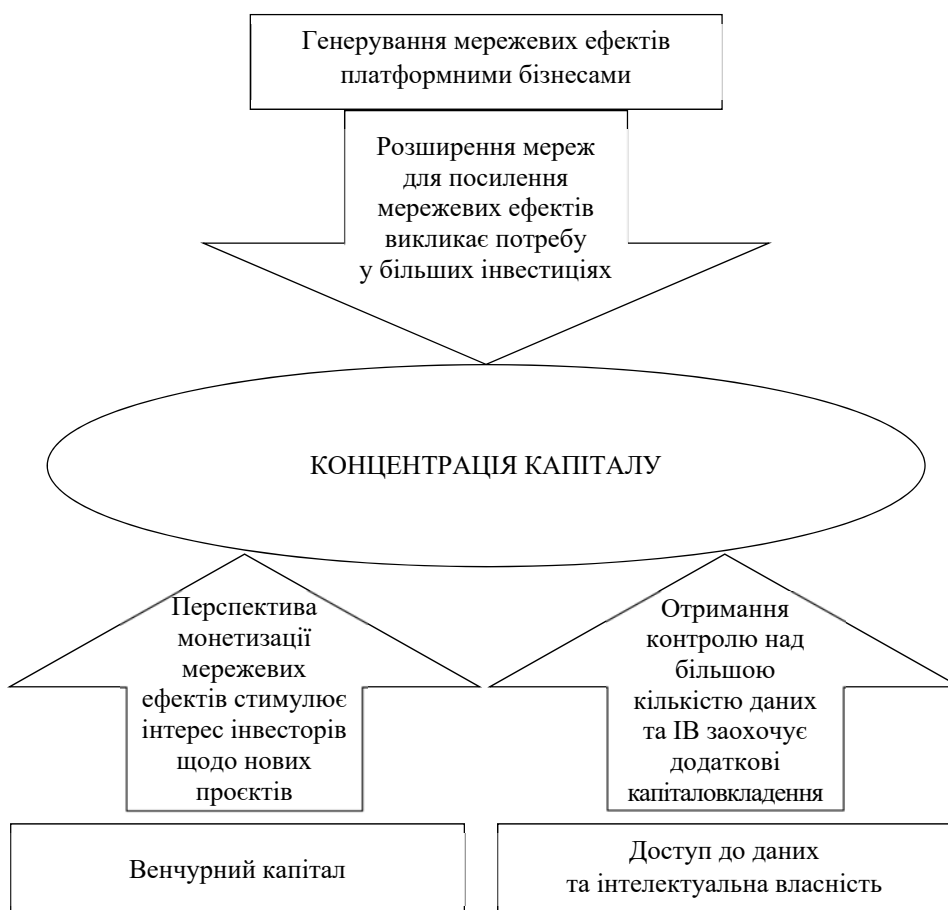 Генерування мережевих ефектів
платформними бізнесами
Розширення мереж
для посилення
мережевих ефектів
викликає потребу
у більших інвестиціях
КОНЦЕНТРАЦІЯ КАПІТАЛУ
Перспектива
монетизації
мережевих
ефектів стимулює
інтерес інвесторів
щодо нових
проєктів
Отримання
контролю над
більшою
кількістю даних
та ІВ заохочує
додаткові
капіталовкладення
Венчурний капітал
Доступ до даних
та інтелектуальна власність